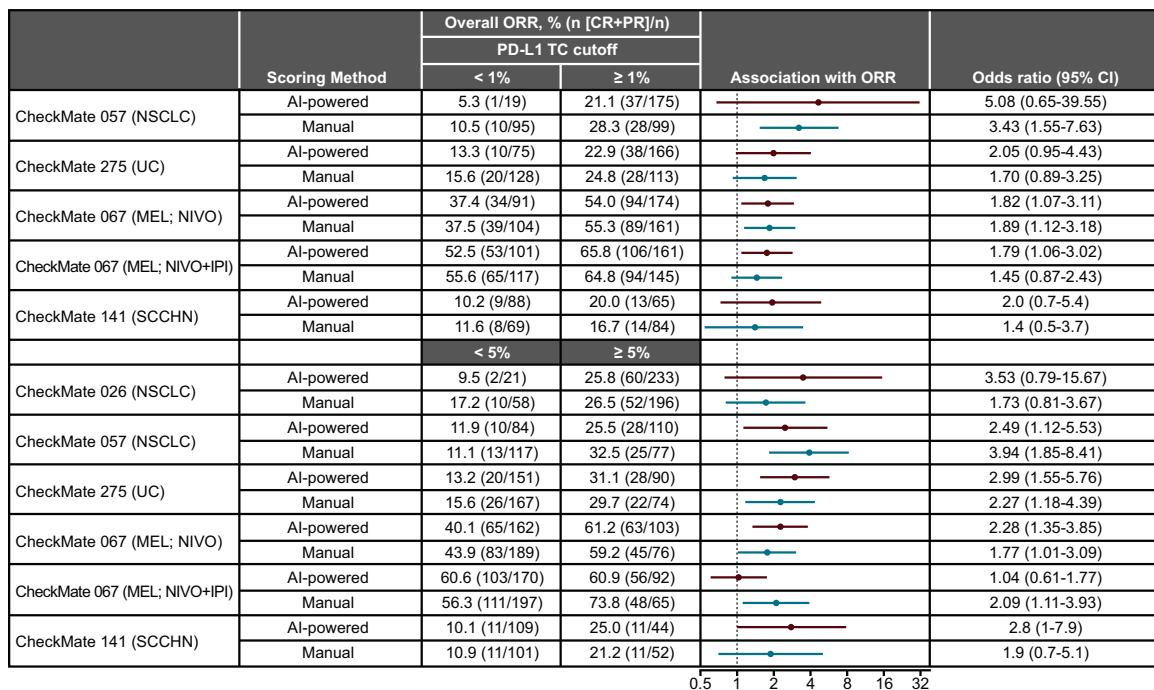 Overall ORR, % (n [CR+PR]/n)
PD-L1 TC cutoff
Scoring Method < 1% ≥ 1% Association with ORR Odds ratio (95% CI)
CheckMate 057 (NSCLC) AI-powered 5.3 (1/19) 21.1 (37/175) 5.08 (0.65-39.55)
Manual 10.5 (10/95) 28.3 (28/99) 3.43 (1.55-7.63)
CheckMate 275 (UC) AI-powered 13.3 (10/75) 22.9 (38/166) 2.05 (0.95-4.43)
Manual 15.6 (20/128) 24.8 (28/113) 1.70 (0.89-3.25)
CheckMate 067 (MEL; NIVO) AI-powered 37.4 (34/91) 54.0 (94/174) 1.82 (1.07-3.11)
Manual 37.5 (39/104) 55.3 (89/161) 1.89 (1.12-3.18)
CheckMate 067 (MEL; NIVO+IPI) AI-powered 52.5 (53/101) 65.8 (106/161) 1.79 (1.06-3.02)
Manual 55.6 (65/117) 64.8 (94/145) 1.45 (0.87-2.43)
CheckMate 141 (SCCHN) AI-powered 10.2 (9/88) 20.0 (13/65) 2.0 (0.7-5.4)
Manual 11.6 (8/69) 16.7 (14/84) 1.4 (0.5-3.7)
< 5% ≥ 5%
CheckMate 026 (NSCLC) AI-powered 9.5 (2/21) 25.8 (60/233) 3.53 (0.79-15.67)
Manual 17.2 (10/58) 26.5 (52/196) 1.73 (0.81-3.67)
CheckMate 057 (NSCLC) AI-powered 11.9 (10/84) 25.5 (28/110) 2.49 (1.12-5.53)
Manual 11.1 (13/117) 32.5 (25/77) 3.94 (1.85-8.41)
CheckMate 275 (UC) AI-powered 13.2 (20/151) 31.1 (28/90) 2.99 (1.55-5.76)
Manual 15.6 (26/167) 29.7 (22/74) 2.27 (1.18-4.39)
CheckMate 067 (MEL; NIVO) AI-powered 40.1 (65/162) 61.2 (63/103) 2.28 (1.35-3.85)
Manual 43.9 (83/189) 59.2 (45/76) 1.77 (1.01-3.09)
CheckMate 067 (MEL; NIVO+IPI) AI-powered 60.6 (103/170) 60.9 (56/92) 1.04 (0.61-1.77)
Manual 56.3 (111/197) 73.8 (48/65) 2.09 (1.11-3.93)
CheckMate 141 (SCCHN) AI-powered 10.1 (11/109) 25.0 (11/44) 2.8 (1-7.9)
Manual 10.9 (11/101) 21.2 (11/52) 1.9 (0.7-5.1)
0.5 1 2 4 8 16 32